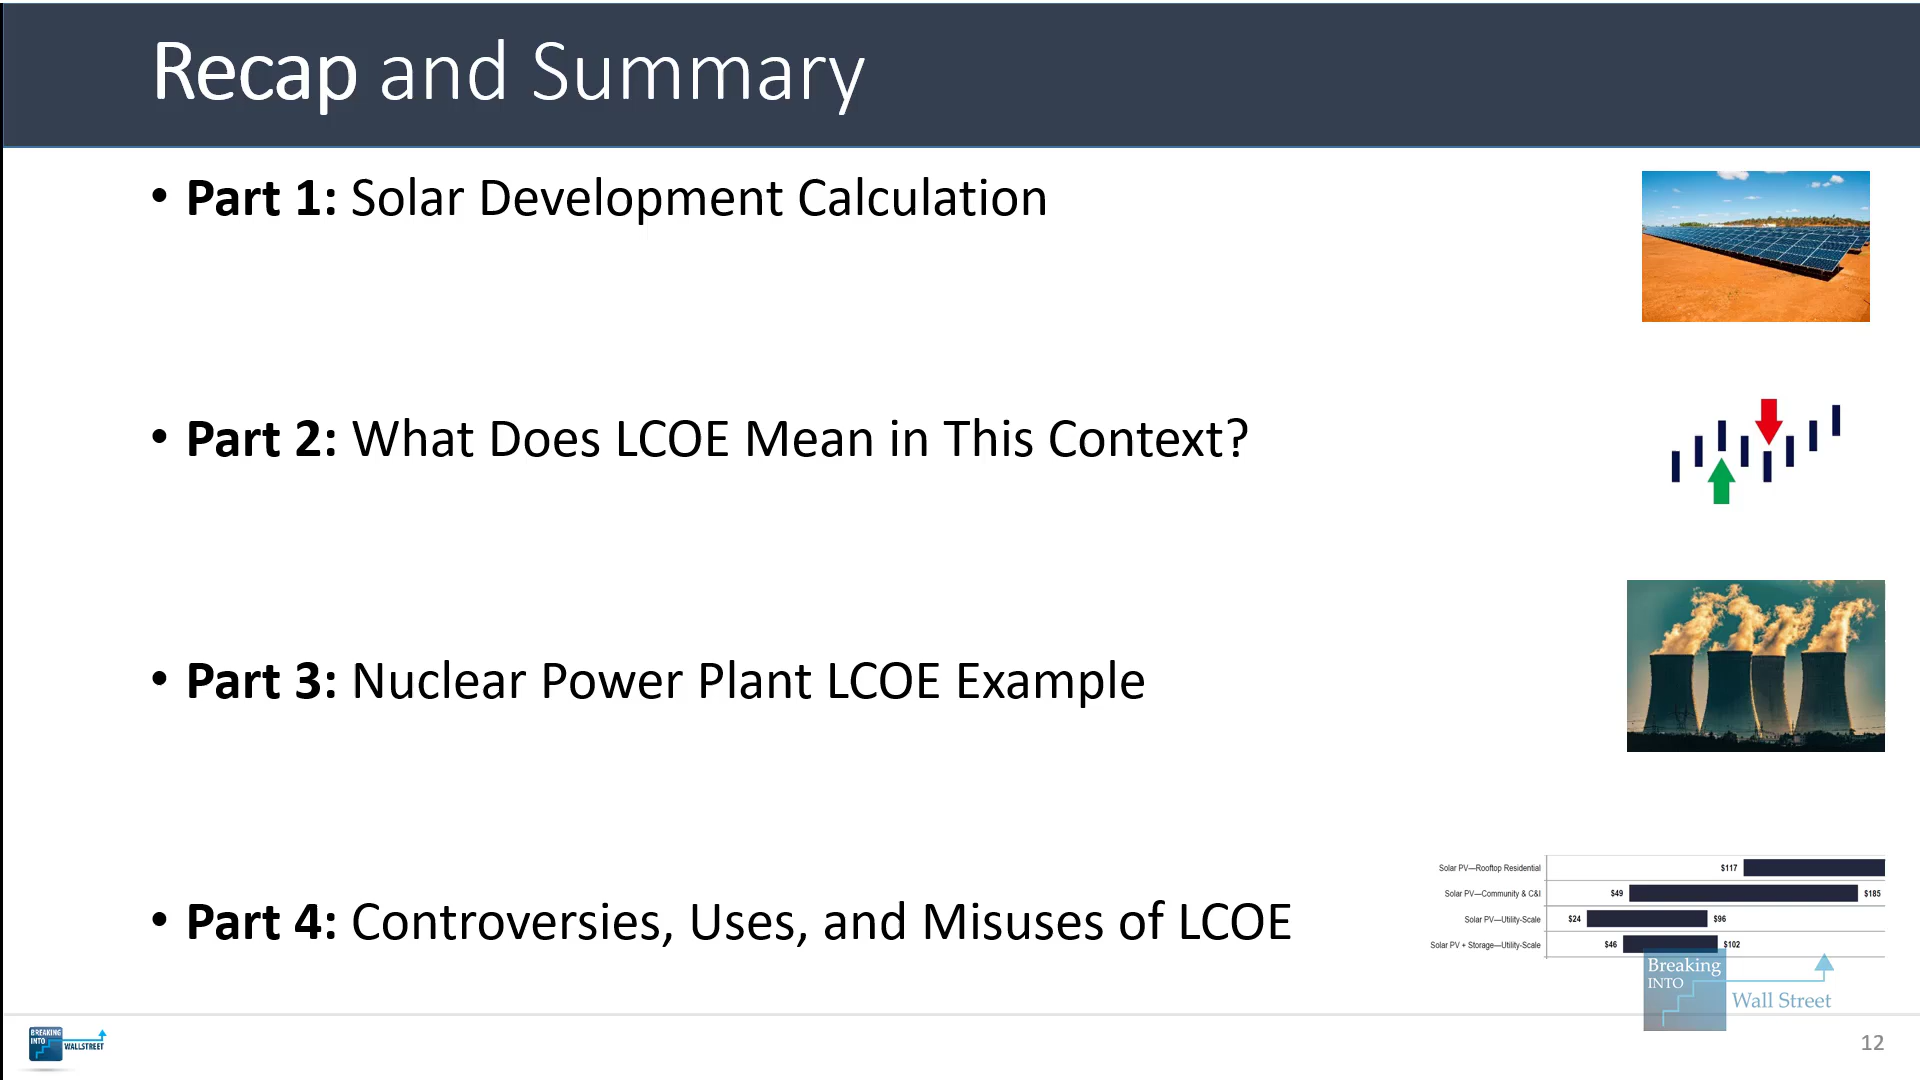 Recap and Summary
• Part 1: Solar Development Calculation
• Part 2: What Does LCOE Mean in This Context?
• Part 3: Nuclear Power Plant LCOE Example
• Part 4: Controversies, Uses, and Misuses of LCOE
Solar PV—Rooftop Residential $117
Solar PV—Community & C&I $49 $185
Solar PV—Utility-Scale $24 $96
Solar PV + Storage—Utility-Scale $46 $102
Breaking
INTO
Wall Street
BREAKING
INTO
WALLSTREET
12